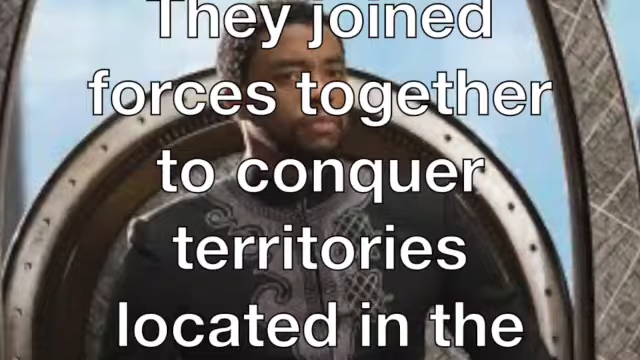 They joined
forces together
to conquer
territories
located in the